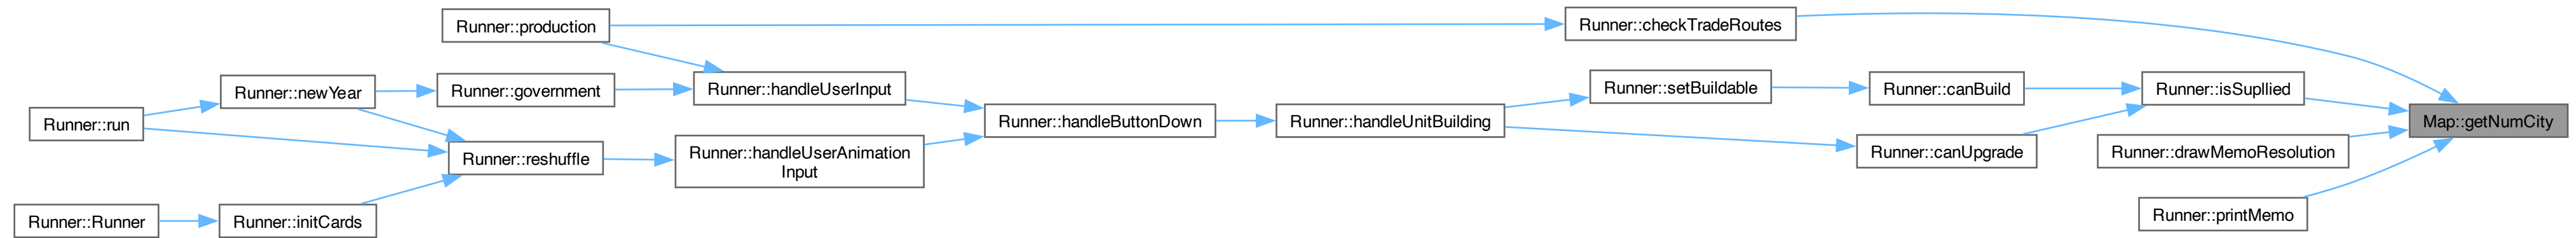 Runner::production
Runner::checkTradeRoutes
Runner::newYear
Runner::government
Runner::handleUserInput
Runner::setBuildable
Runner::canBuild
Runner::isSupllied
Runner::run
Runner::handleButtonDown
Runner::handleUnitBuilding
Map::getNumCity
Runner::reshuffle
Runner::handleUserAnimation
Input
Runner::canUpgrade
Runner::drawMemoResolution
Runner::Runner
Runner::initCards
Runner::printMemo